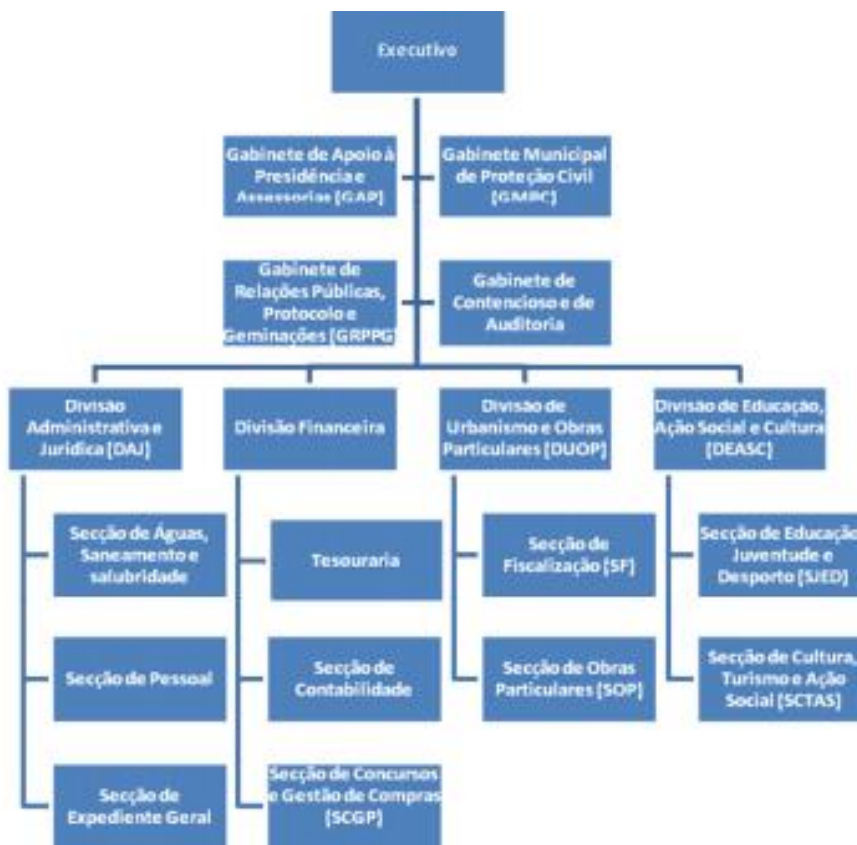 Executivo
Gabinete de Apoio à
Presidência e
Assessorias [GAP]
Gabinete Municipal
de Proteção Civil
[GMPC]
Gabinete de
Relações Públicas,
Protocolo e
Geminações [GRPPG]
Gabinete de
Contencioso e de
Auditoria
Divisão
Administrativa e
Jurídica [DAJ]
Divisão Financeira
Divisão de
Urbanismo e Obras
Particulares [DUOP]
Divisão de Educação,
Ação Social e Cultura
[DEASC]
Secção de Águas,
Saneamento e
salubridade
Secção de Pessoal
Secção de
Expediente Geral
Tesouraria
Secção de
Contabilidade
Secção de Concursos
e Gestão de Compras
[SCGP]
Secção de
Fiscalização [SF]
Secção de Obras
Particulares [SOP]
Secção de Educação
Juventude e
Desporto [SJED]
Secção de Cultura,
Turismo e Ação
Social [SCTAS]